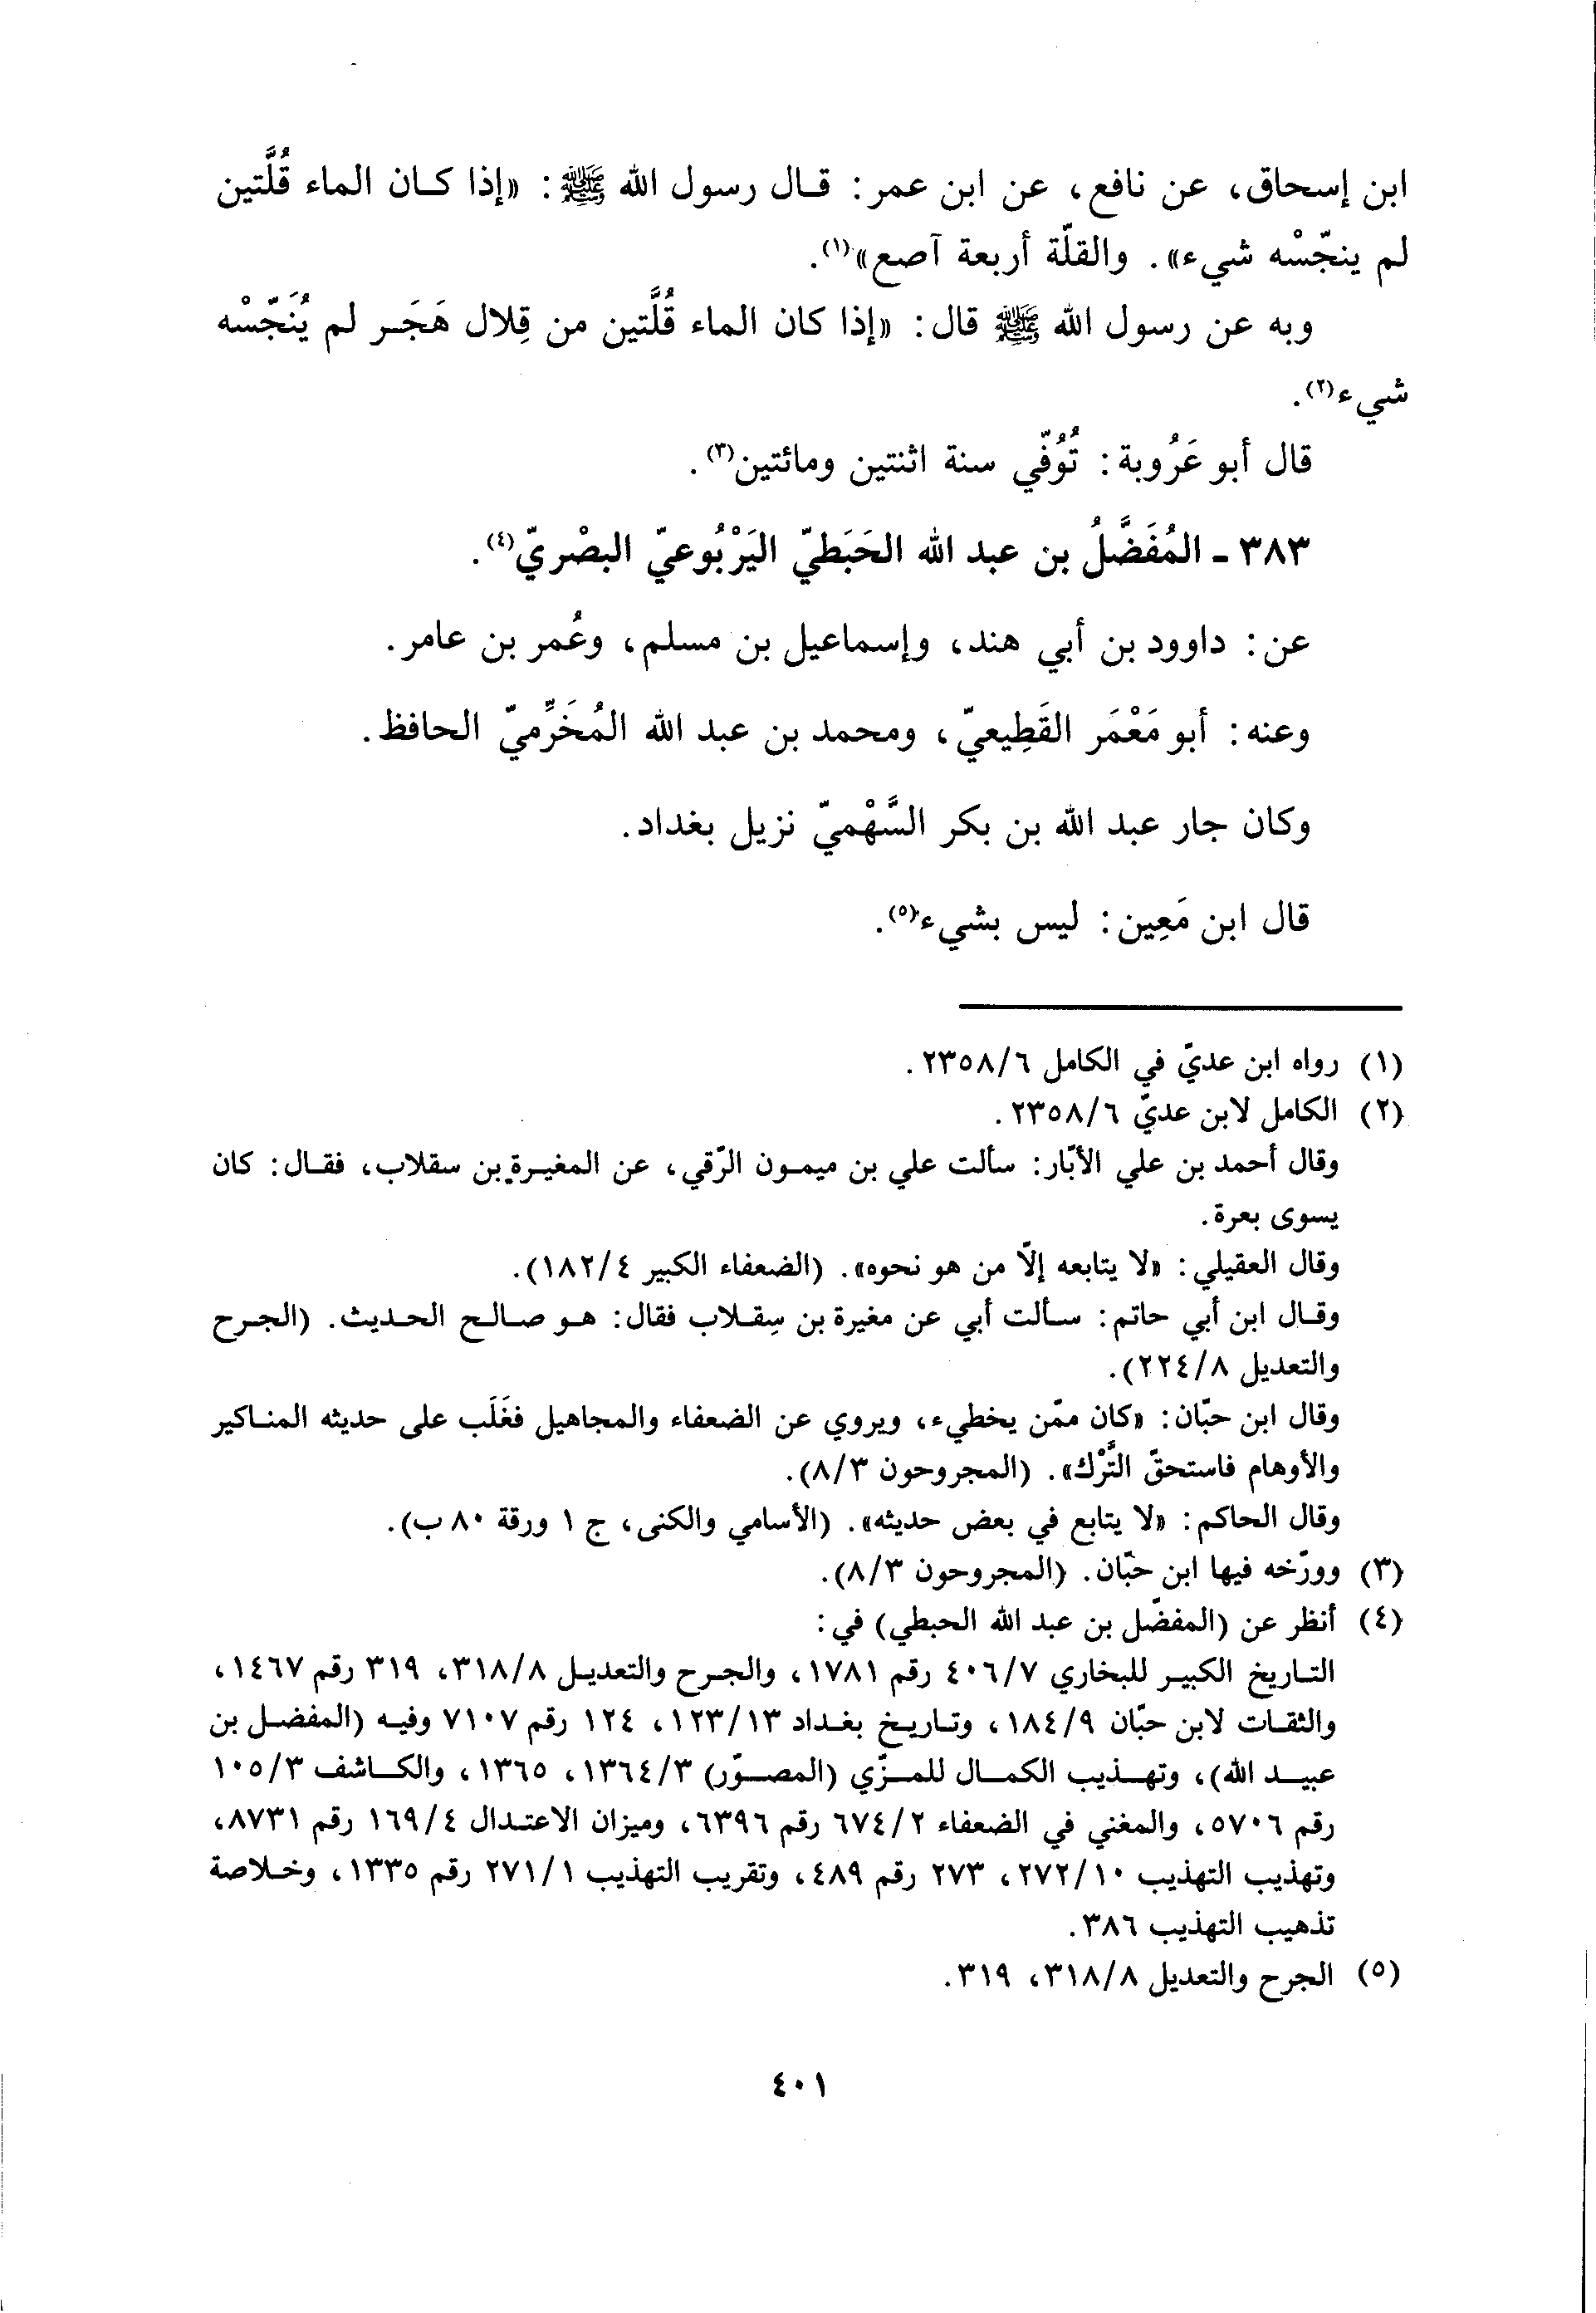 ابن إسحاق، عن نافع، عن ابن عمر: قال رسول الله ﷺ: «إذا كان الماء قُلَّتين
لم ينجّسْه شيء». والقلّة أربعة آصع»(١).
وبه عن رسول الله ﷺ قال: «إذا كان الماء قُلَّتين من قِلال هَجَر لم يُنَجّسْه
شيء(٢).
قال أبو عَرُوبة: تُوُفّي سنة اثنتين ومائتين(٣).
٣٨٣ - المُفَضَّلُ بن عبد الله الحَبَطيّ اليَرْبُوعيّ البصْريّ(٤).
عن: داوود بن أبي هند، وإسماعيل بن مسلم، وعُمر بن عامر.
وعنه: أبو مَعْمَر القَطِيعيّ، ومحمد بن عبد الله المُخَرِّميّ الحافظ.
وكان جار عبد الله بن بكر السَّهْميّ نزيل بغداد.
قال ابن مَعِين: ليس بشيء(٥).
(١) رواه ابن عديّ في الكامل ٢٣٥٨/٦.
(٢) الكامل لابن عديّ ٢٣٥٨/٦.
وقال أحمد بن علي الأبّار: سألت علي بن ميمون الرّقي، عن المغيرة بن سقلاب، فقال: كان
يسوى بعرة.
وقال العقيلي: «لا يتابعه إلّا من هو نحوه». (الضعفاء الكبير ١٨٢/٤).
وقال ابن أبي حاتم: سألت أبي عن مغيرة بن سِقلاب فقال: هو صالح الحديث. (الجرح
والتعديل ٢٢٤/٨).
وقال ابن حبّان: «كان ممّن يخطيء، ويروي عن الضعفاء والمجاهيل فغَلَب على حديثه المناكير
والأوهام فاستحقّ التَّرْك». (المجروحون ٨/٣).
وقال الحاكم: «لا يتابع في بعض حديثه». (الأسامي والكنى، ج ١ ورقة ٨٠ ب).
(٣) وورّخه فيها ابن حبّان. (المجروحون ٨/٣).
(٤) أنظر عن (المفضّل بن عبد الله الحبطي) في:
التاريخ الكبير للبخاري ٤٠٦/٧ رقم ١٧٨١، والجرح والتعديل ٣١٨/٨، ٣١٩ رقم ١٤٦٧،
والثقات لابن حبّان ١٨٤/٩، وتاريخ بغداد ١٢٣/١٣، ١٢٤ رقم ٧١٠٧ وفيه (المفضل بن
عبيد الله)، وتهذيب الكمال للمزّي (المصوّر) ١٣٦٤/٣، ١٣٦٥، والكاشف ١٠٥/٣
رقم ٥٧٠٦، والمغني في الضعفاء ٦٧٤/٢ رقم ٦٣٩٦، وميزان الاعتدال ١٦٩/٤ رقم ٨٧٣١،
وتهذيب التهذيب ٢٧٢/١٠، ٢٧٣ رقم ٤٨٩، وتقريب التهذيب ٢٧١/١ رقم ١٣٣٥، وخلاصة
تذهيب التهذيب ٣٨٦.
(٥) الجرح والتعديل ٣١٨/٨، ٣١٩.
٤٠١